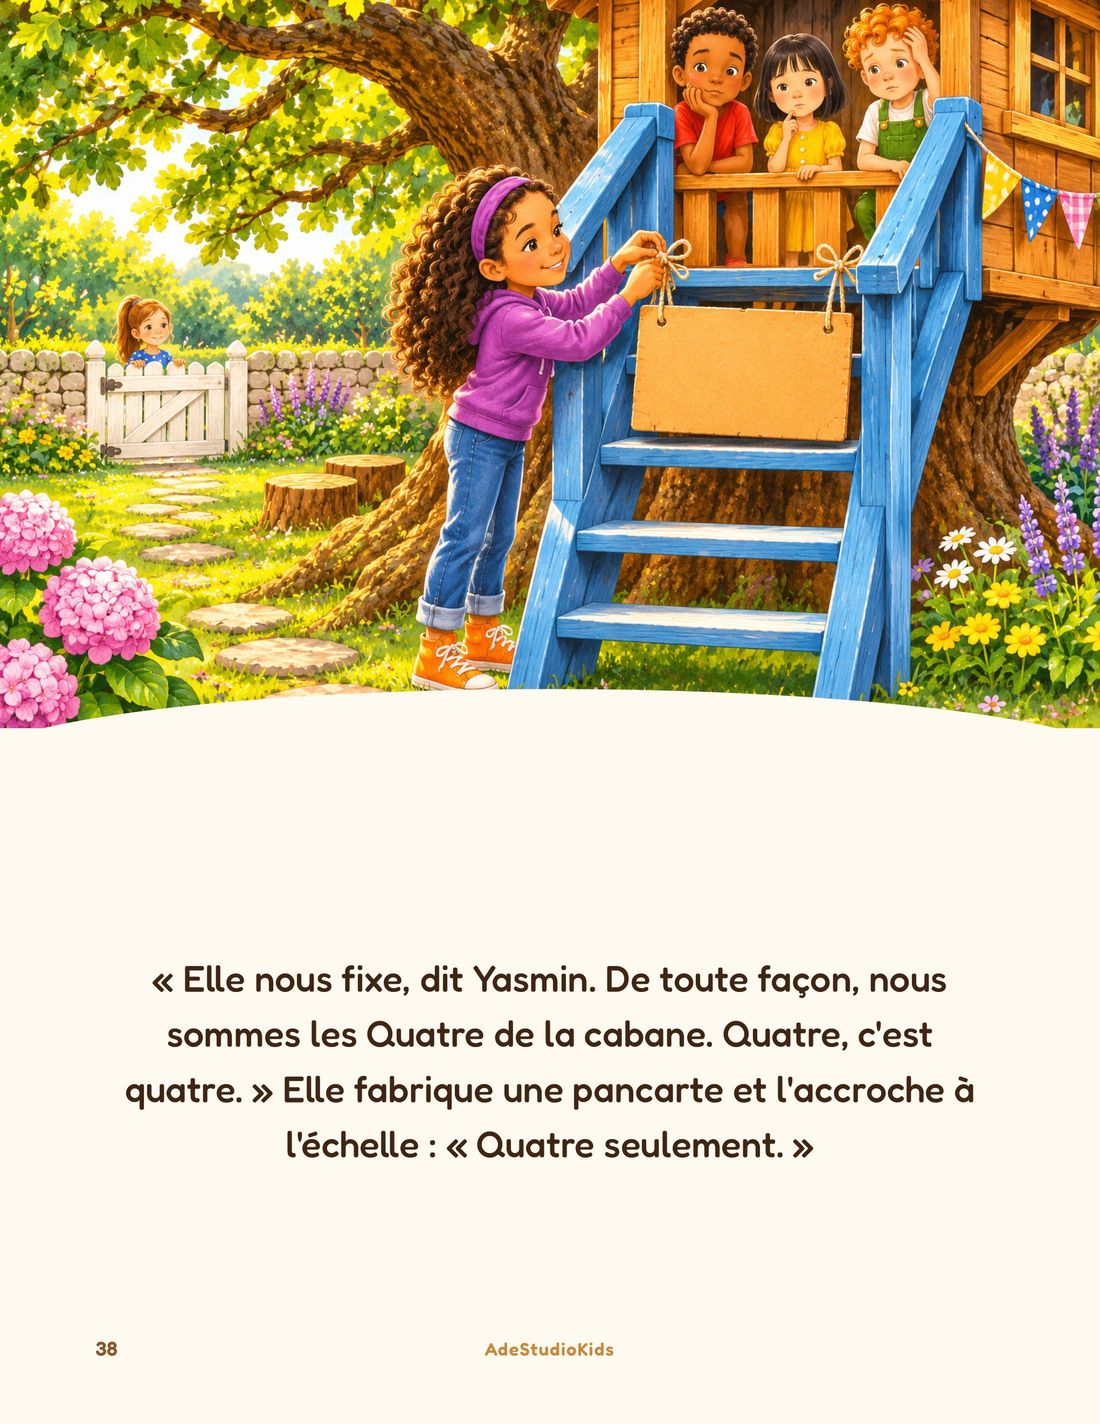 « Elle nous fixe, dit Yasmin. De toute façon, nous
sommes les Quatre de la cabane. Quatre, c'est
quatre. » Elle fabrique une pancarte et l'accroche à
l'échelle : « Quatre seulement. »
38
AdeStudioKids